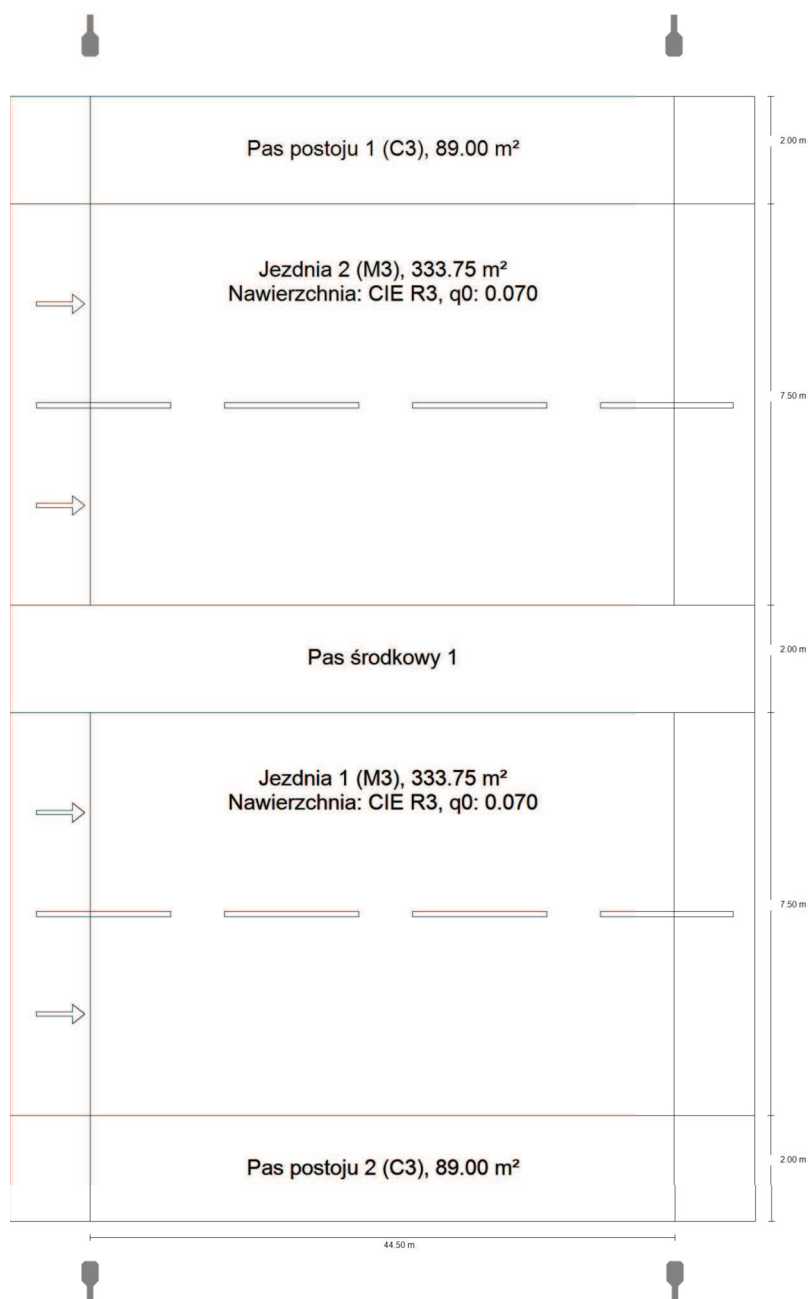 Pas postoju 1 (C3), 89.00 m²
2.00 m
Jezdnia 2 (M3), 333.75 m²
Nawierzchnia: CIE R3, q0: 0.070
7.50 m
Pas środkowy 1
2.00 m
Jezdnia 1 (M3), 333.75 m²
Nawierzchnia: CIE R3, q0: 0.070
7.50 m
Pas postoju 2 (C3), 89.00 m²
2.00 m
44.50 m